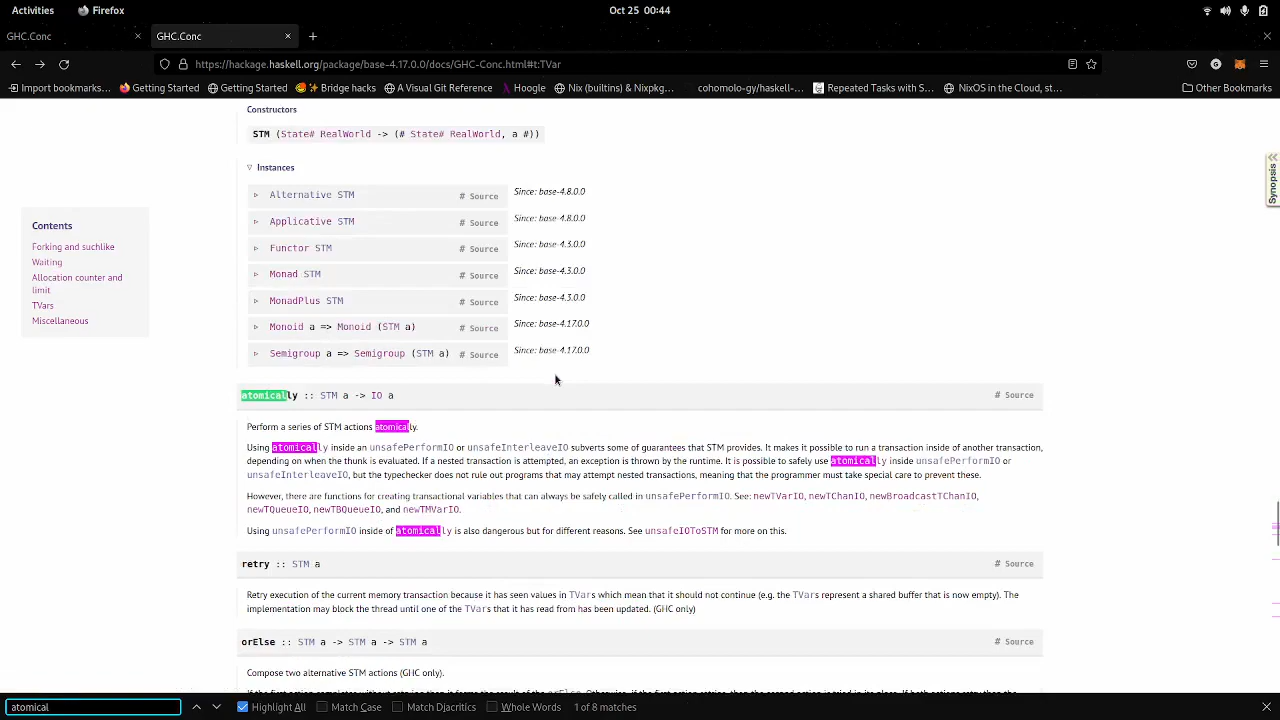 Activities Firefox Oct 25 00:44
GHC.Conc GHC.Conc
https://hackage.haskell.org/package/base-4.17.0.0/docs/GHC-Conc.html#t:TVar
Import bookmarks... Getting Started Getting Started Bridge hacks A Visual Git Reference Hoogle Nix (builtins) & Nixpkg... cohomolo-gy/haskell-... Repeated Tasks with S... NixOS in the Cloud, st... Other Bookmarks
Constructors
STM (State# RealWorld -> (# State# RealWorld, a #))
Instances
Alternative STM # Source Since: base-4.8.0.0
Applicative STM # Source Since: base-4.8.0.0
Functor STM # Source Since: base-4.3.0.0
Monad STM # Source Since: base-4.3.0.0
MonadPlus STM # Source Since: base-4.3.0.0
Monoid a => Monoid (STM a) # Source Since: base-4.17.0.0
Semigroup a => Semigroup (STM a) # Source Since: base-4.17.0.0
Contents
Forking and suchlike
Waiting
Allocation counter and
limit
TVars
Miscellaneous
Synopsis
atomically :: STM a -> IO a # Source
Perform a series of STM actions atomically.
Using atomically inside an unsafePerformIO or unsafeInterleaveIO subverts some of guarantees that STM provides. It makes it possible to run a transaction inside of another transaction,
depending on when the thunk is evaluated. If a nested transaction is attempted, an exception is thrown by the runtime. It is possible to safely use atomically inside unsafePerformIO or
unsafeInterleaveIO, but the typechecker does not rule out programs that may attempt nested transactions, meaning that the programmer must take special care to prevent these.
However, there are functions for creating transactional variables that can always be safely called in unsafePerformIO. See: newTVarIO, newTChanIO, newBroadcastTChanIO,
newTQueueIO, newTBQueueIO, and newTMVarIO.
Using unsafePerformIO inside of atomically is also dangerous but for different reasons. See unsafeIOToSTM for more on this.
retry :: STM a # Source
Retry execution of the current memory transaction because it has seen values in TVars which mean that it should not continue (e.g. the TVars represent a shared buffer that is now empty). The
implementation may block the thread until one of the TVars that it has read from has been updated. (GHC only)
orElse :: STM a -> STM a -> STM a # Source
Compose two alternative STM actions (GHC only).
atomical Highlight All Match Case Match Diacritics Whole Words 1 of 8 matches